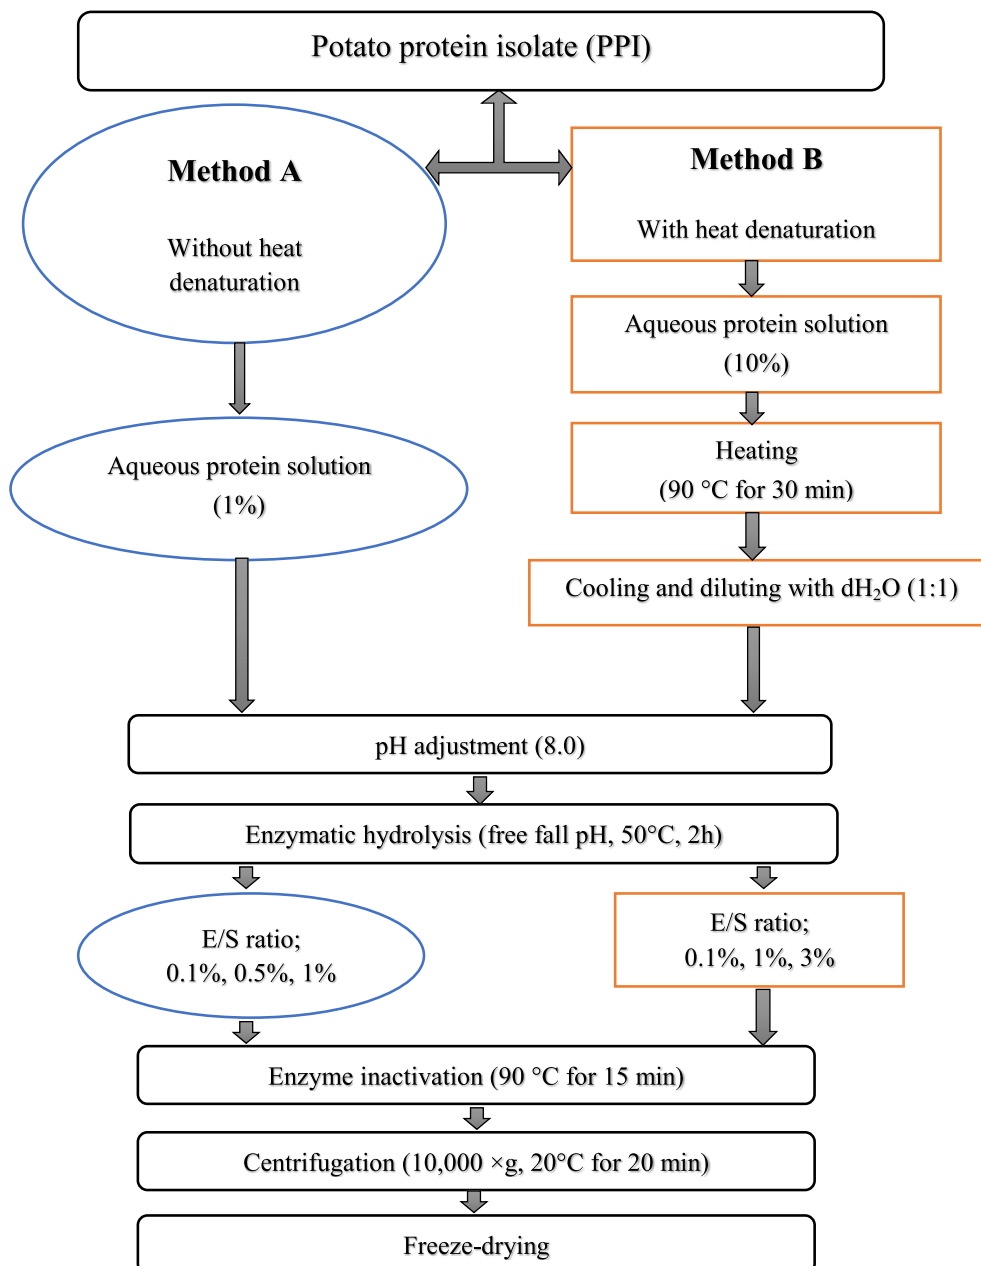 Potato protein isolate (PPI)
Method A
Without heat
denaturation
Method B
With heat denaturation
Aqueous protein solution
(10%)
Heating
(90 °C for 30 min)
Cooling and diluting with dH₂O (1:1)
Aqueous protein solution
(1%)
pH adjustment (8.0)
Enzymatic hydrolysis (free fall pH, 50°C, 2h)
E/S ratio;
0.1%, 0.5%, 1%
E/S ratio;
0.1%, 1%, 3%
Enzyme inactivation (90 °C for 15 min)
Centrifugation (10,000 ×g, 20°C for 20 min)
Freeze-drying